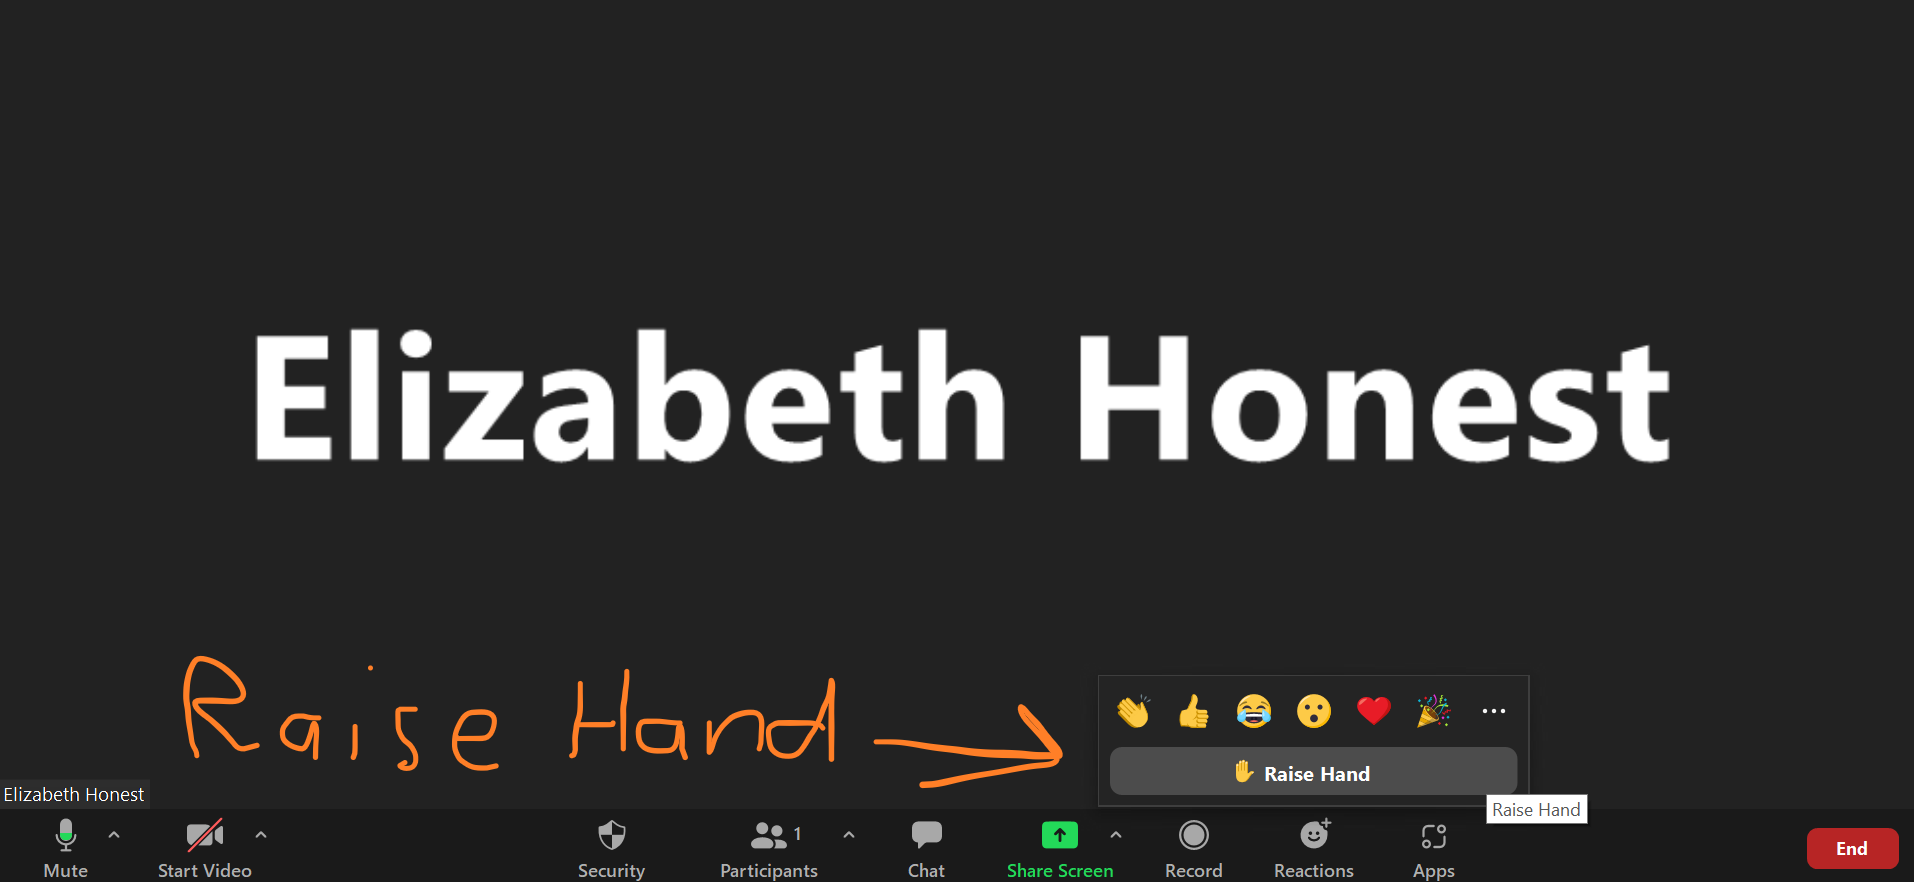 Elizabeth Honest
Raise Hand
Raise Hand
Raise Hand
Elizabeth Honest
1
Mute
Start Video
Security
Participants
Chat
Share Screen
Record
Reactions
Apps
End